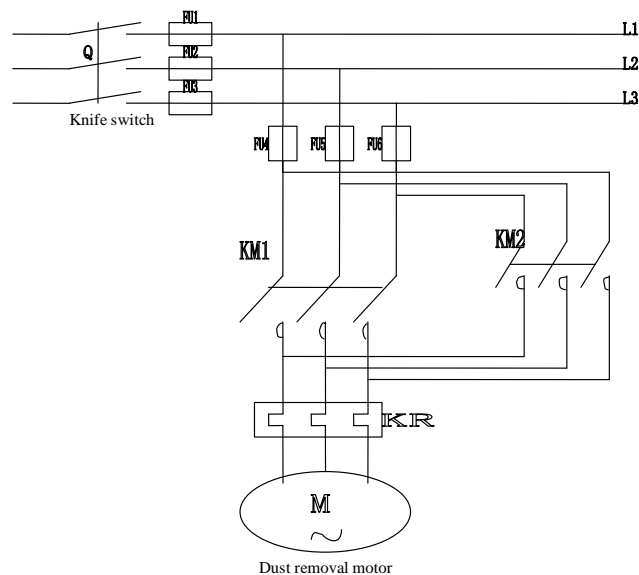 FU1
L1
Q
FU2
L2
FU3
L3
Knife switch
FU4
FU5
FU6
KM1
KM2
KR
M
Dust removal motor